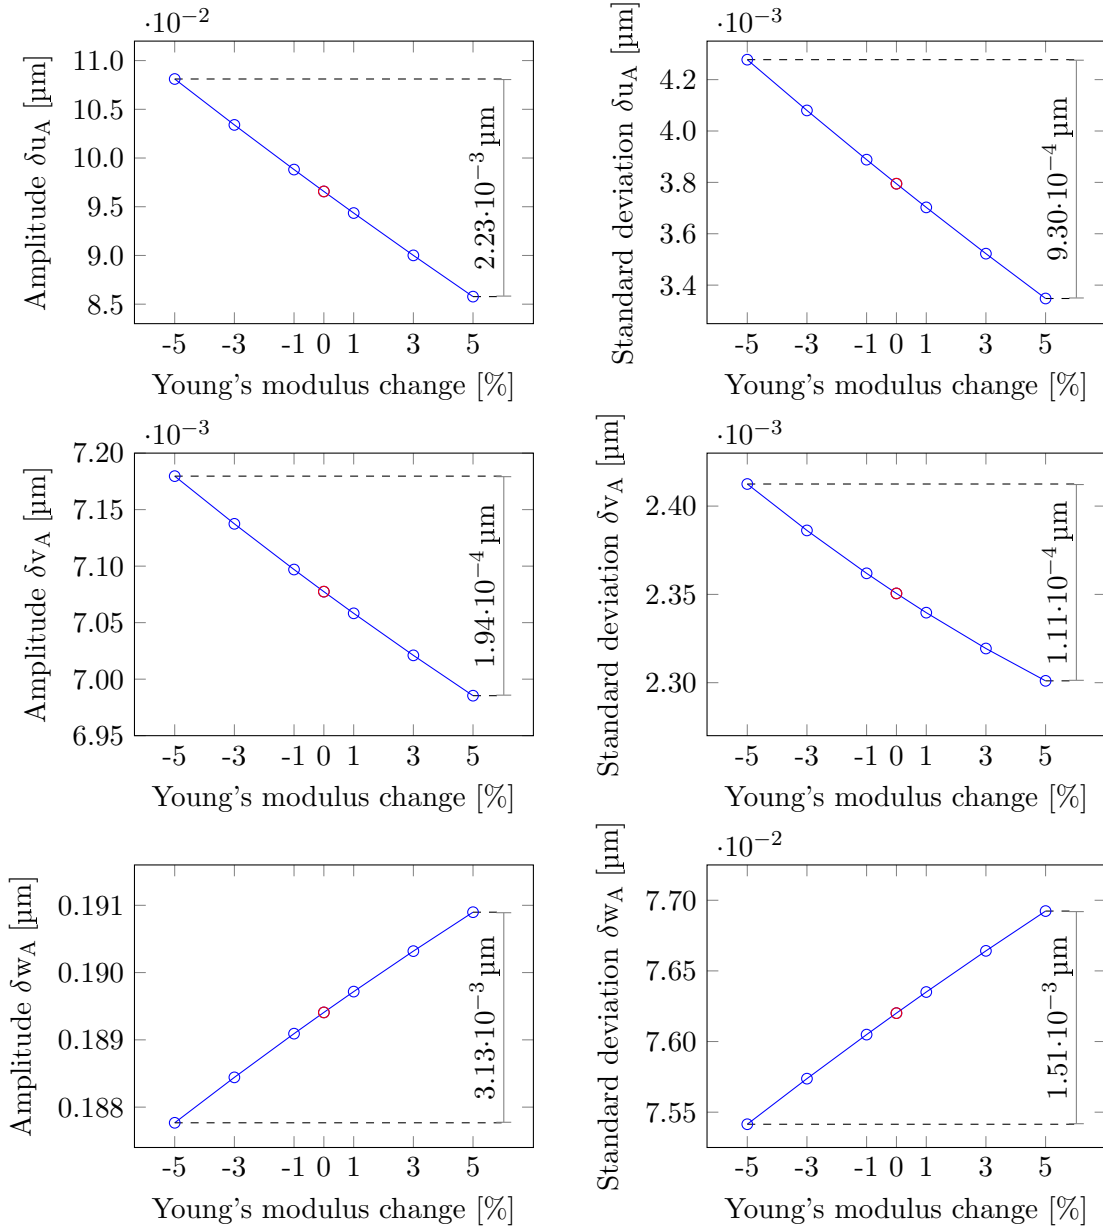 ·10⁻²
Amplitude δu_A [µm]
11.0
10.5
10.0
9.5
9.0
8.5
2.23·10⁻³ µm
-5 -3 -1 0 1 3 5
Young's modulus change [%]
·10⁻³
Standard deviation δu_A [µm]
4.2
4.0
3.8
3.6
3.4
9.30·10⁻⁴ µm
-5 -3 -1 0 1 3 5
Young's modulus change [%]
·10⁻³
Amplitude δv_A [µm]
7.20
7.15
7.10
7.05
7.00
6.95
1.94·10⁻⁴ µm
-5 -3 -1 0 1 3 5
Young's modulus change [%]
·10⁻³
Standard deviation δv_A [µm]
2.40
2.35
2.30
1.11·10⁻⁴ µm
-5 -3 -1 0 1 3 5
Young's modulus change [%]
Amplitude δw_A [µm]
0.191
0.190
0.189
0.188
3.13·10⁻³ µm
-5 -3 -1 0 1 3 5
Young's modulus change [%]
·10⁻²
Standard deviation δw_A [µm]
7.70
7.65
7.60
7.55
1.51·10⁻³ µm
-5 -3 -1 0 1 3 5
Young's modulus change [%]